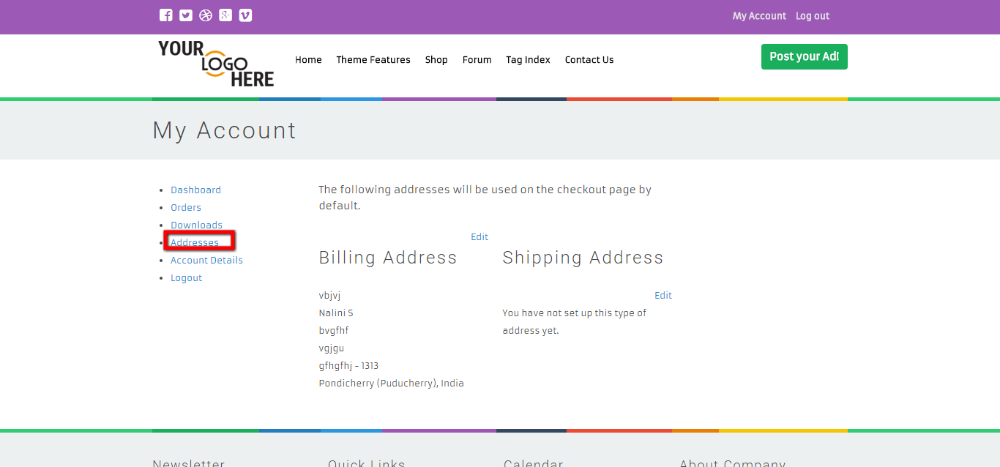 My Account Log out
YOUR
LOGO
HERE
Home Theme Features Shop Forum Tag Index Contact Us
Post your Ad!
My Account
Dashboard
Orders
Downloads
Addresses
Account Details
Logout
The following addresses will be used on the checkout page by
default.
Edit
Billing Address
vbjvj
Nalini S
bvgfhf
vgjgu
gfhgfhj - 1313
Pondicherry (Puducherry), India
Shipping Address
Edit
You have not set up this type of
address yet.
Newsletter
Quick Links
Calendar
About Company